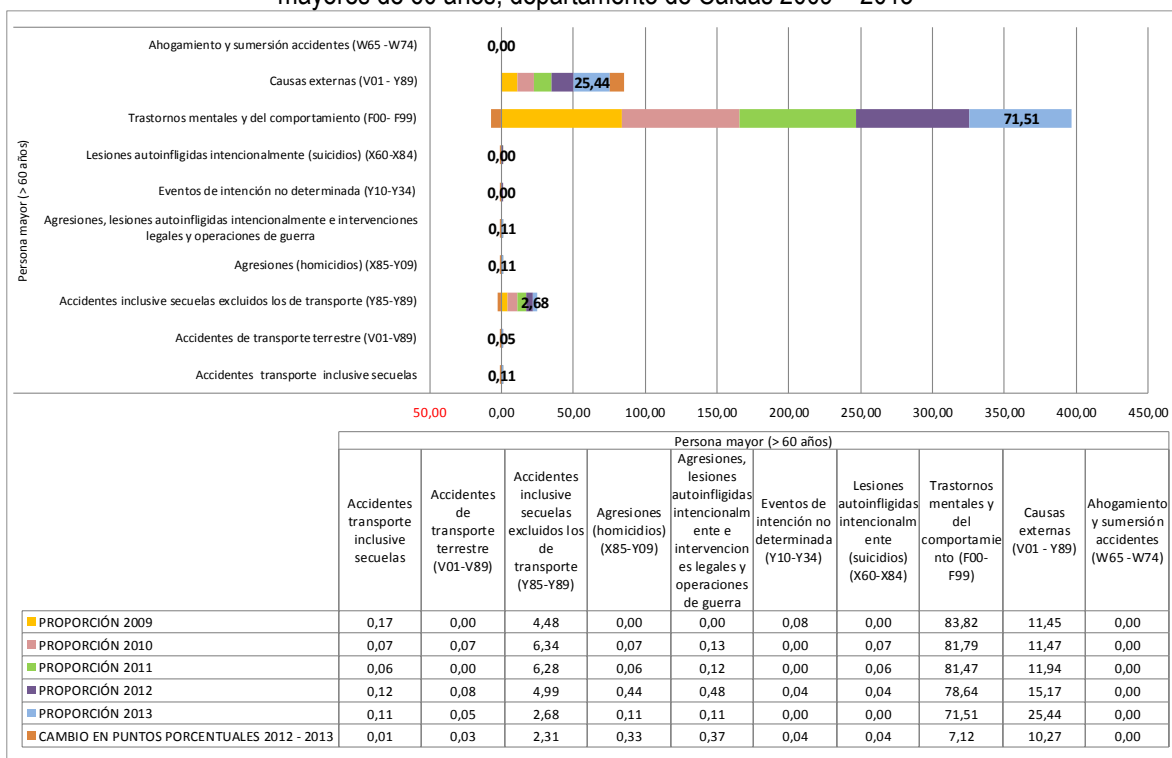 mayores de 60 años, departamento de Caldas 2009 – 2013
Persona mayor (> 60 años)
Ahogamiento y sumersión accidentes (W65 -W74) 0,00
Causas externas (V01 - Y89) 25,44
Trastornos mentales y del comportamiento (F00- F99) 71,51
Lesiones autoinfligidas intencionalmente (suicidios) (X60-X84) 0,00
Eventos de intención no determinada (Y10-Y34) 0,00
Agresiones, lesiones autoinfligidas intencionalmente e intervenciones
legales y operaciones de guerra 0,11
Agresiones (homicidios) (X85-Y09) 0,11
Accidentes inclusive secuelas excluidos los de transporte (Y85-Y89) 2,68
Accidentes de transporte terrestre (V01-V89) 0,05
Accidentes transporte inclusive secuelas 0,11
50,00 0,00 50,00 100,00 150,00 200,00 250,00 300,00 350,00 400,00 450,00
Persona mayor (> 60 años)
Accidentes
transporte
inclusive
secuelas
Accidentes
de
transporte
terrestre
(V01-V89)
Accidentes
inclusive
secuelas
excluidos los
de
transporte
(Y85-Y89)
Agresiones
(homicidios)
(X85-Y09)
Agresiones,
lesiones
autoinfligidas
intencionalm
ente e
intervencion
es legales y
operaciones
de guerra
Eventos de
intención no
determinada
(Y10-Y34)
Lesiones
autoinfligidas
intencionalm
ente
(suicidios)
(X60-X84)
Trastornos
mentales y
del
comportamie
nto (F00-
F99)
Causas
externas
(V01 - Y89)
Ahogamiento
y sumersión
accidentes
(W65 -W74)
PROPORCIÓN 2009 0,17 0,00 4,48 0,00 0,00 0,08 0,00 83,82 11,45 0,00
PROPORCIÓN 2010 0,07 0,07 6,34 0,07 0,13 0,00 0,07 81,79 11,47 0,00
PROPORCIÓN 2011 0,06 0,00 6,28 0,06 0,12 0,00 0,06 81,47 11,94 0,00
PROPORCIÓN 2012 0,12 0,08 4,99 0,44 0,48 0,04 0,04 78,64 15,17 0,00
PROPORCIÓN 2013 0,11 0,05 2,68 0,11 0,11 0,00 0,00 71,51 25,44 0,00
CAMBIO EN PUNTOS PORCENTUALES 2012 - 2013 0,01 0,03 2,31 0,33 0,37 0,04 0,04 7,12 10,27 0,00